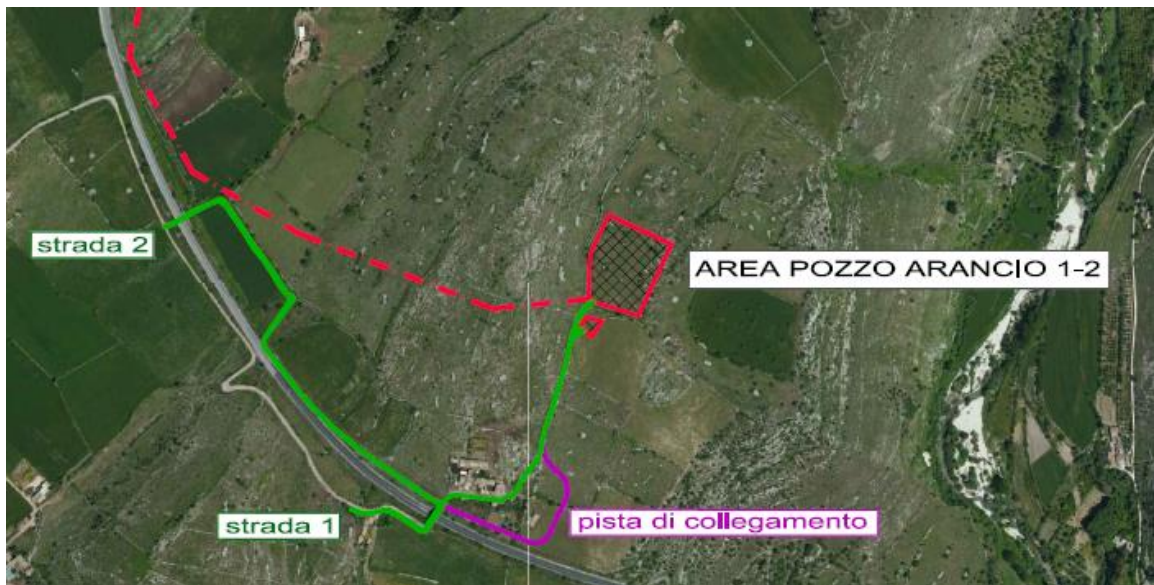 strada 2
AREA POZZO ARANCIO 1-2
strada 1
pista di collegamento